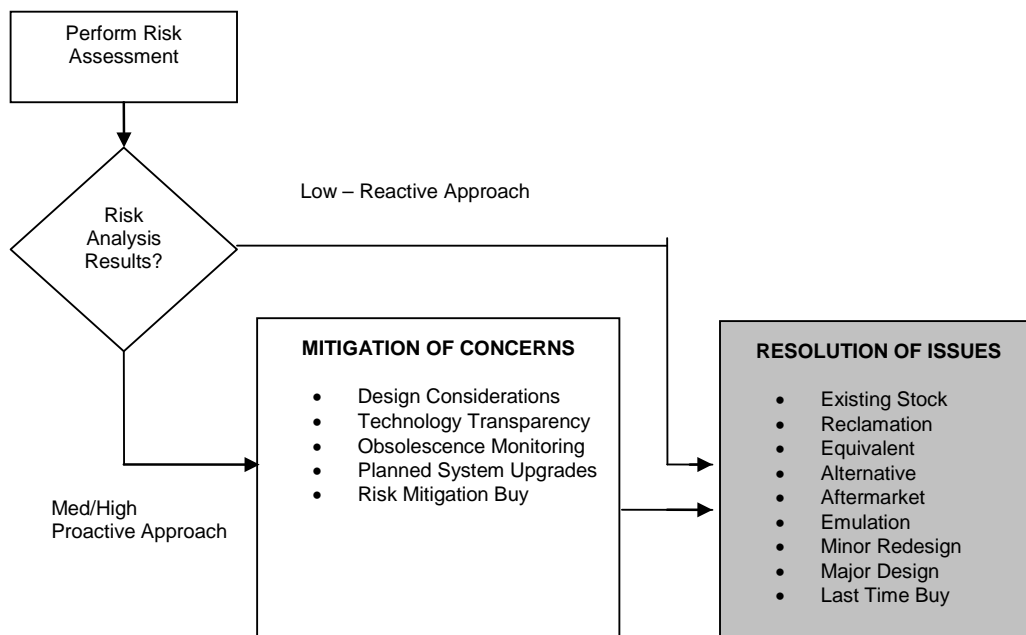 Perform Risk
Assessment
Risk
Analysis
Results?
Low – Reactive Approach
Med/High
Proactive Approach
MITIGATION OF CONCERNS
• Design Considerations
• Technology Transparency
• Obsolescence Monitoring
• Planned System Upgrades
• Risk Mitigation Buy
RESOLUTION OF ISSUES
• Existing Stock
• Reclamation
• Equivalent
• Alternative
• Aftermarket
• Emulation
• Minor Redesign
• Major Design
• Last Time Buy